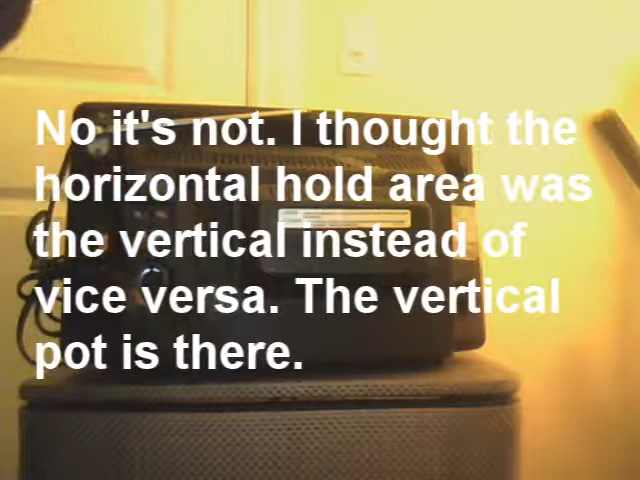 No it's not. I thought the
horizontal hold area was
the vertical instead of
vice versa. The vertical
pot is there.